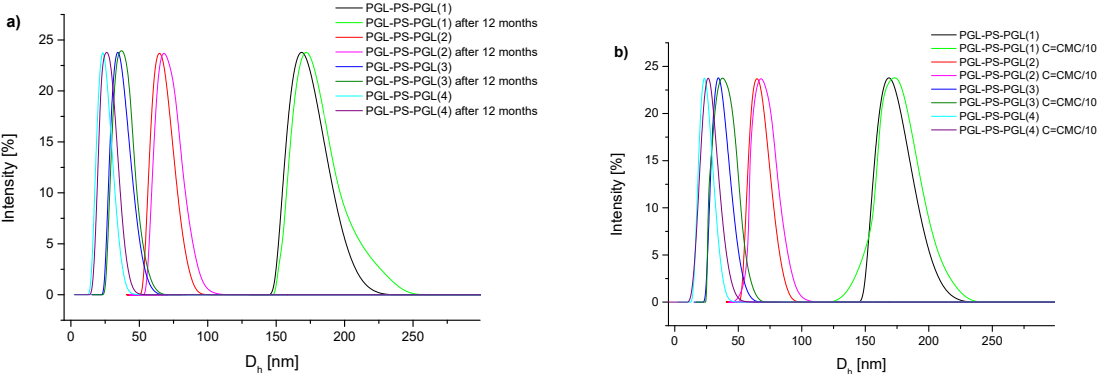 a)
PGL-PS-PGL(1)
PGL-PS-PGL(1) after 12 months
PGL-PS-PGL(2)
PGL-PS-PGL(2) after 12 months
PGL-PS-PGL(3)
PGL-PS-PGL(3) after 12 months
PGL-PS-PGL(4)
PGL-PS-PGL(4) after 12 months
Intensity [%]
25
20
15
10
5
0
0 50 100 150 200 250
D_h [nm]
b)
PGL-PS-PGL(1)
PGL-PS-PGL(1) C=CMC/10
PGL-PS-PGL(2)
PGL-PS-PGL(2) C=CMC/10
PGL-PS-PGL(3)
PGL-PS-PGL(3) C=CMC/10
PGL-PS-PGL(4)
PGL-PS-PGL(4) C=CMC/10
Intensity [%]
25
20
15
10
5
0
0 50 100 150 200 250
D_h [nm]